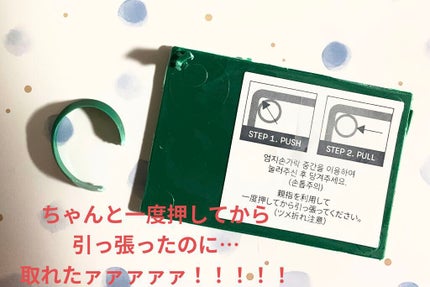 STEP 1. PUSH
STEP 2. PULL
엄지손가락 중간을 이용하여
눌러주신 후 당겨주세요.
(손톱주의)
親指を利用して
一度押してから引っ張ってください。
(ツメ折れ注意)
ちゃんと一度押してから
引っ張ったのに…
取れたァァァァァ！！！！！